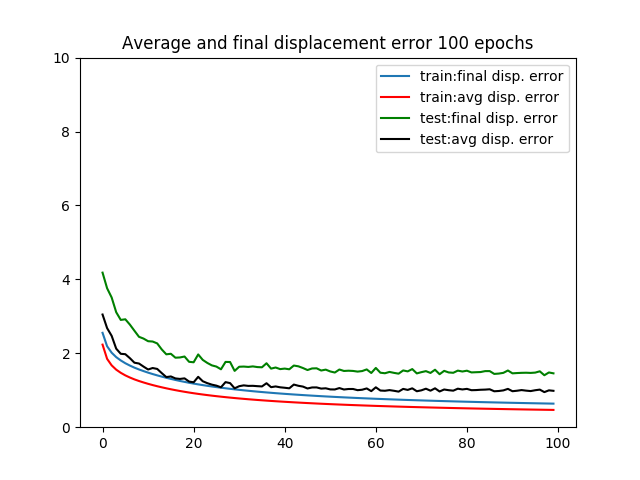 Average and final displacement error 100 epochs
10
8
6
4
2
0
train:final disp. error
train:avg disp. error
test:final disp. error
test:avg disp. error
0 20 40 60 80 100